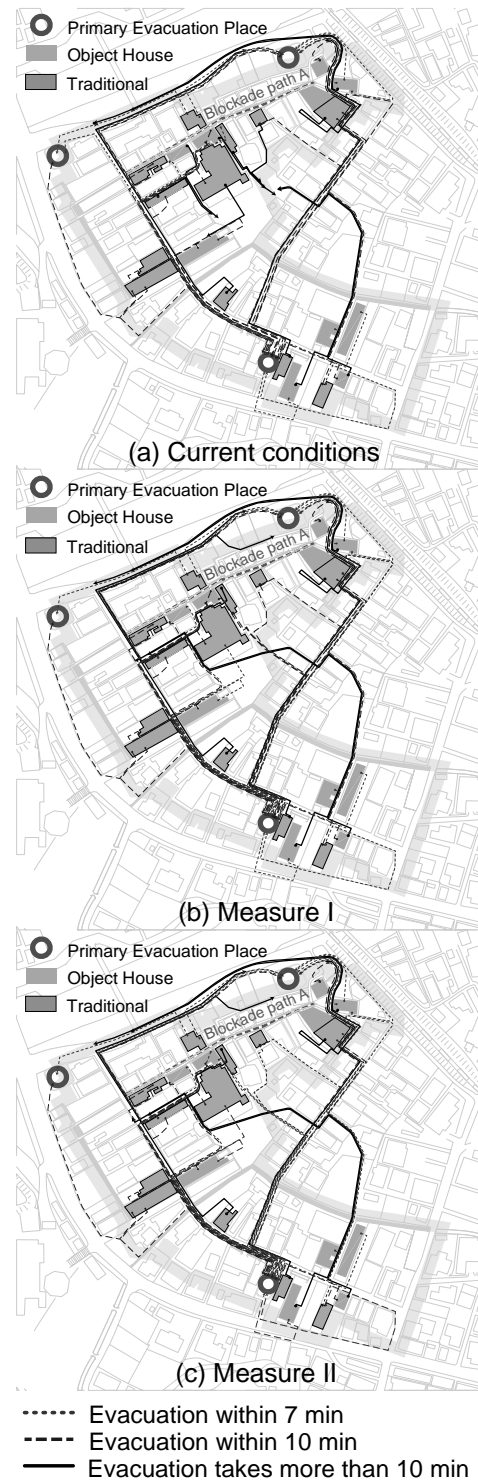 Primary Evacuation Place
Object House
Traditional
Blockade path A
(a) Current conditions
Primary Evacuation Place
Object House
Traditional
Blockade path A
(b) Measure I
Primary Evacuation Place
Object House
Traditional
Blockade path A
(c) Measure II
Evacuation within 7 min
Evacuation within 10 min
Evacuation takes more than 10 min